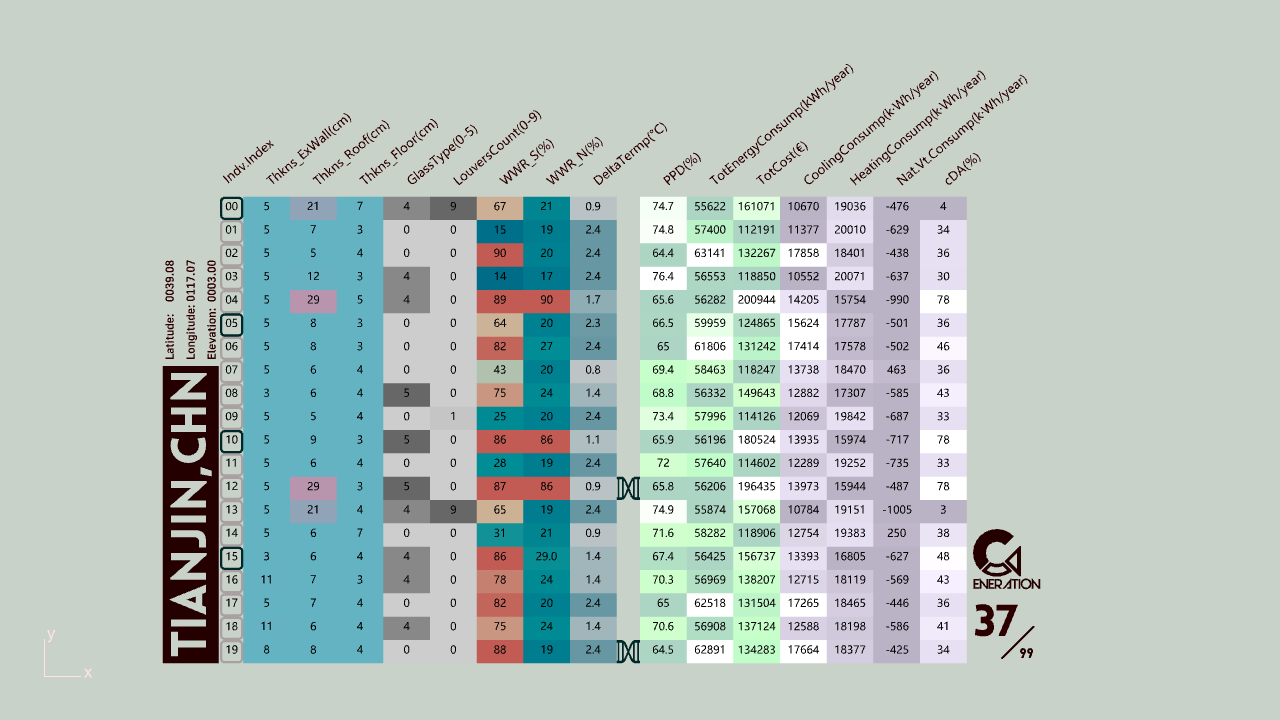 Indv.Index Thkns_ExWall(cm) Thkns_Roof(cm) Thkns_Floor(cm) GlassType(0-5) LouversCount(0-9) WWR_S(%) WWR_N(%) DeltaTermp(°C) PPD(%) TotEnergyConsump(kWh/year) TotCost(€) CoolingConsump(k·Wh/year) HeatingConsump(k·Wh/year) Nat.Vt.Consump(k·Wh/year) cDA(%)
00 5 21 7 4 9 67 21 0.9 74.7 55622 161071 10670 19036 -476 4
01 5 7 3 0 0 15 19 2.4 74.8 57400 112191 11377 20010 -629 34
02 5 5 4 0 0 90 20 2.4 64.4 63141 132267 17858 18401 -438 36
03 5 12 3 4 0 14 17 2.4 76.4 56553 118850 10552 20071 -637 30
04 5 29 5 4 0 89 90 1.7 65.6 56282 200944 14205 15754 -990 78
05 5 8 3 0 0 64 20 2.3 66.5 59959 124865 15624 17787 -501 36
06 5 8 3 0 0 82 27 2.4 65 61806 131242 17414 17578 -502 46
07 5 6 4 0 0 43 20 0.8 69.4 58463 118247 13738 18470 463 36
08 3 6 4 5 0 75 24 1.4 68.8 56332 149643 12882 17307 -585 43
09 5 5 4 0 1 25 20 2.4 73.4 57996 114126 12069 19842 687 33
10 5 9 3 5 0 86 86 1.1 65.9 56196 180524 13935 15974 -717 78
11 5 6 4 0 0 28 19 2.4 72 57640 114602 12289 19252 -735 33
12 5 29 3 5 0 87 86 0.9 65.8 56206 196435 13973 15944 -487 78
13 5 21 4 4 9 65 19 2.4 74.9 55874 157068 10784 19151 -1005 3
14 5 6 7 0 0 31 21 0.9 71.6 58282 118906 12754 19383 250 38
15 3 6 4 4 0 86 29.0 1.4 67.4 56425 156737 13393 16805 -627 48
16 11 7 3 4 0 78 24 1.4 70.3 56969 138207 12715 18119 -569 43
17 5 7 4 0 0 82 20 2.4 65 62518 131504 17265 18465 -446 36
18 11 6 4 4 0 75 24 1.4 70.6 56908 137124 12588 18198 -586 41
19 8 8 4 0 0 88 19 2.4 64.5 62891 134283 17664 18377 -425 34
Latitude: 0039.08
Longitude: 0117.07
Elevation: 0003.00
TIANJIN,CHN
GENERATION
37/99
y
x